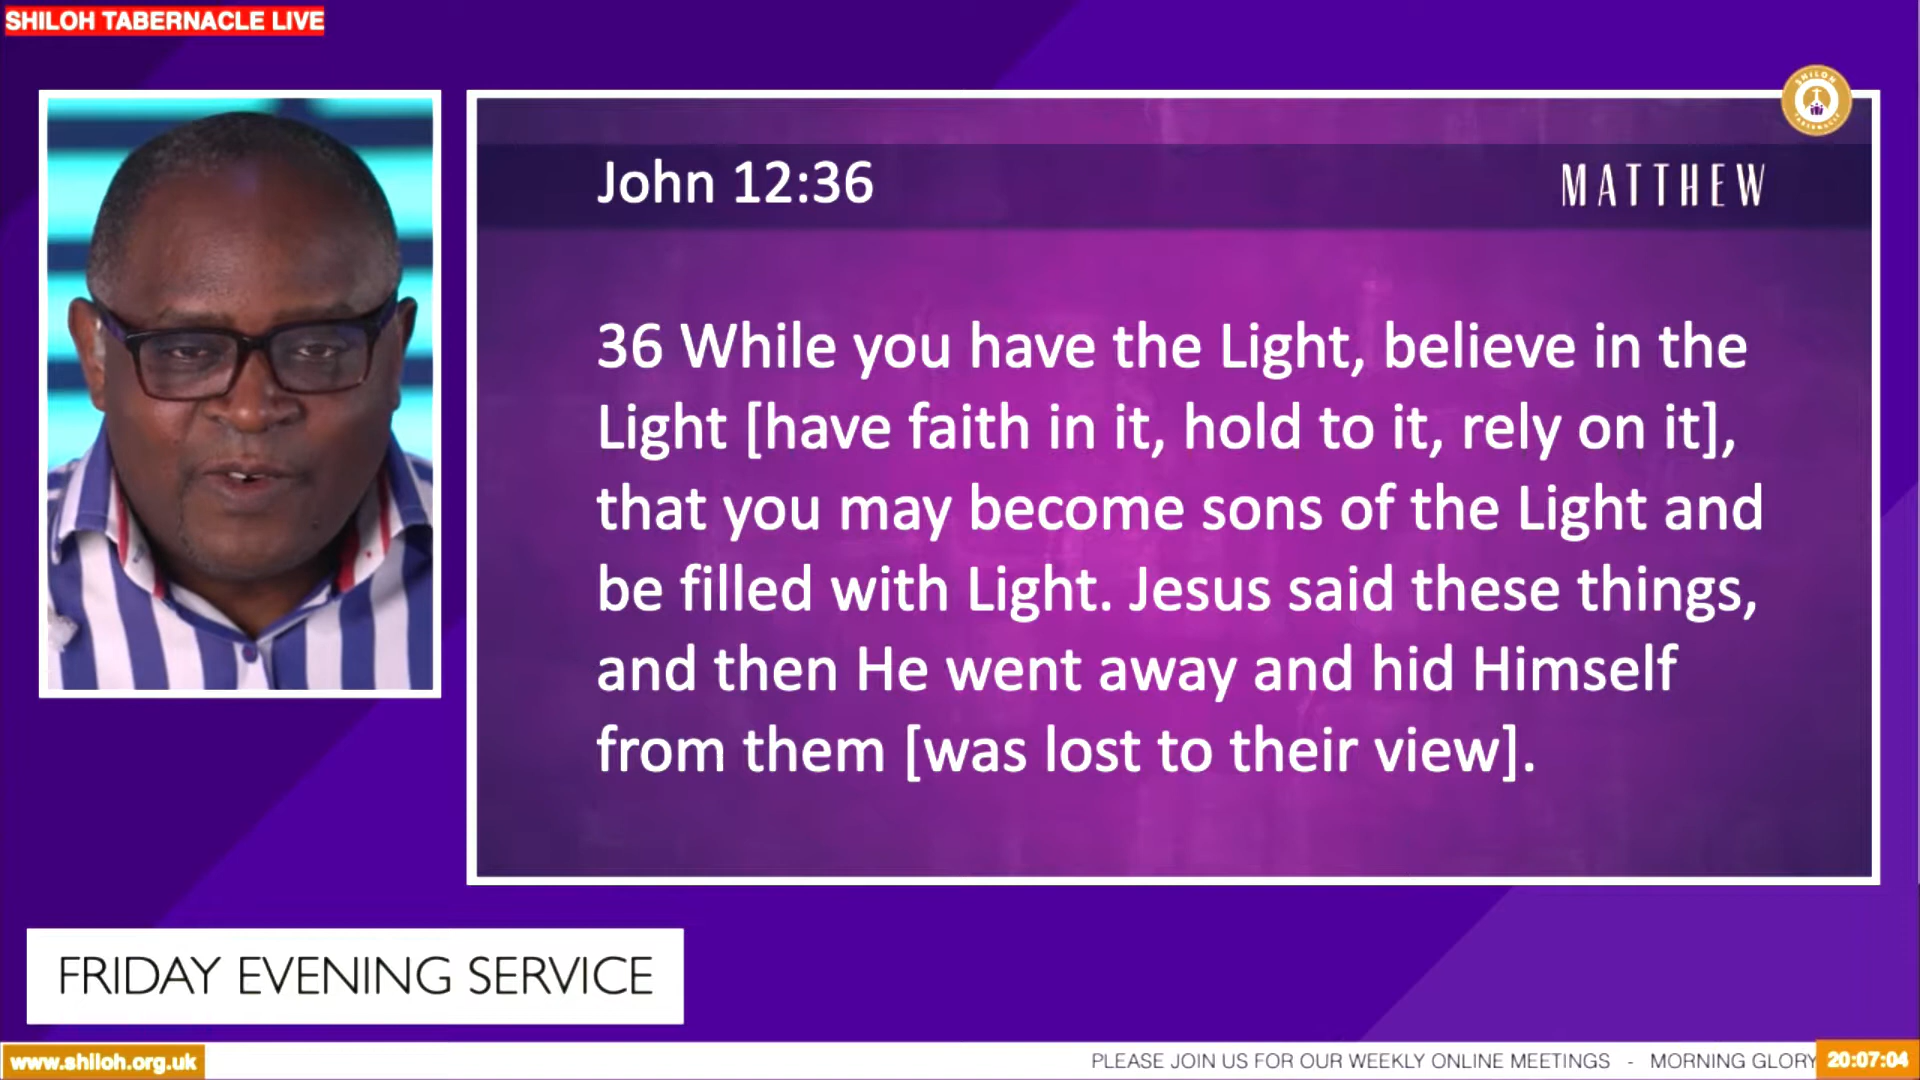 SHILOH TABERNACLE LIVE
SHILOH
TABERNACLE
John 12:36
MATTHEW
36 While you have the Light, believe in the
Light [have faith in it, hold to it, rely on it],
that you may become sons of the Light and
be filled with Light. Jesus said these things,
and then He went away and hid Himself
from them [was lost to their view].
FRIDAY EVENING SERVICE
www.shiloh.org.uk
PLEASE JOIN US FOR OUR WEEKLY ONLINE MEETINGS - MORNING GLORY
20:07:04